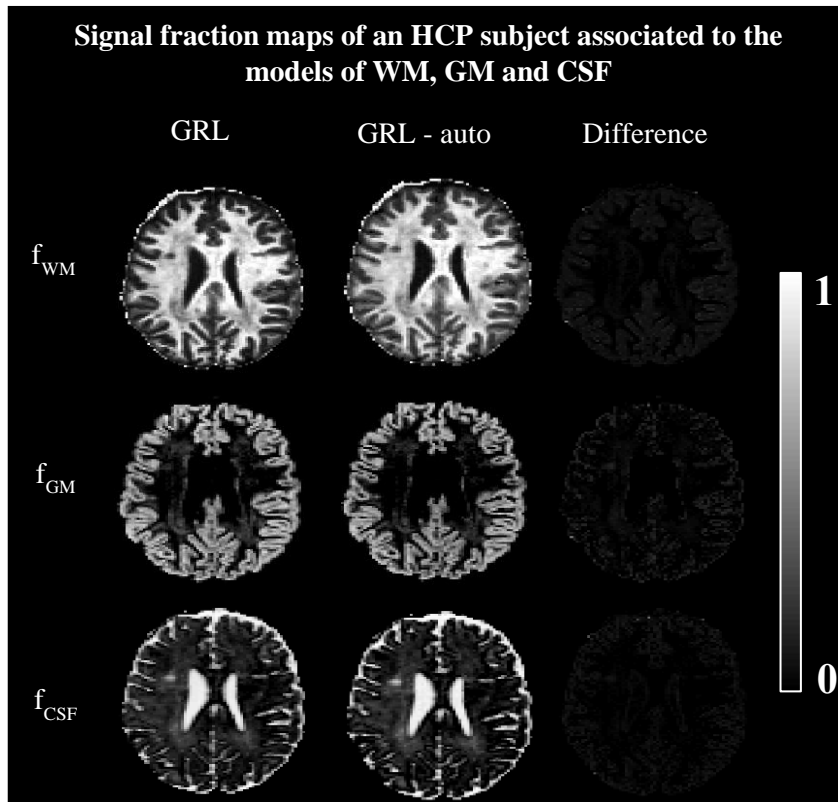 Signal fraction maps of an HCP subject associated to the
models of WM, GM and CSF
GRL
GRL - auto
Difference
fWM
fGM
fCSF
1
0